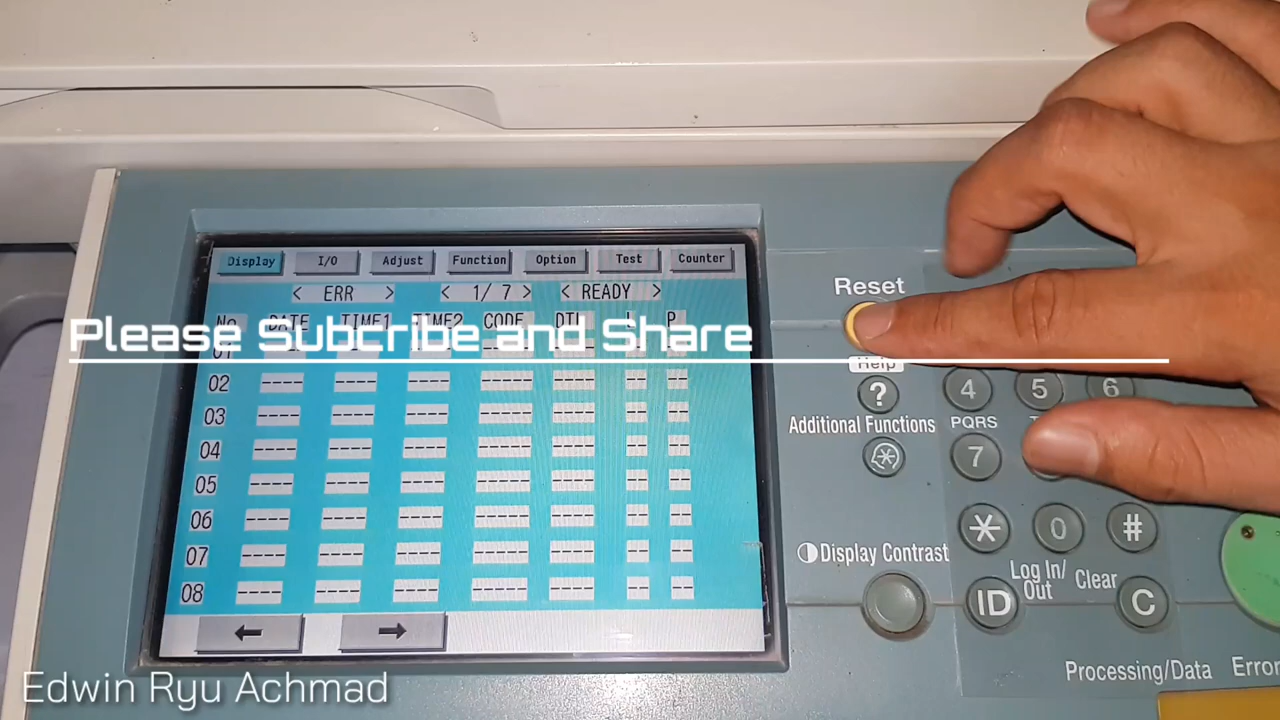 Display I/O Adjust Function Option Test Counter
< ERR > < 1/ 7 > < READY >
No. DATE TIME1 TIME2 CODE DTL L P
Please Subcribe and Share
01
02 ---- ---- ---- ---- ---- -- --
03 ---- ---- ---- ---- ---- -- --
04 ---- ---- ---- ---- ---- -- --
05 ---- ---- ---- ---- ---- -- --
06 ---- ---- ---- ---- ---- -- --
07 ---- ---- ---- ---- ---- -- --
08 ---- ---- ---- ---- ---- -- --
← →
Reset
Help
?
Additional Functions
4 5 6
PQRS
7
* 0 #
Display Contrast
Log In/
Out
Clear
ID C
Processing/Data Error
Edwin Ryu Achmad